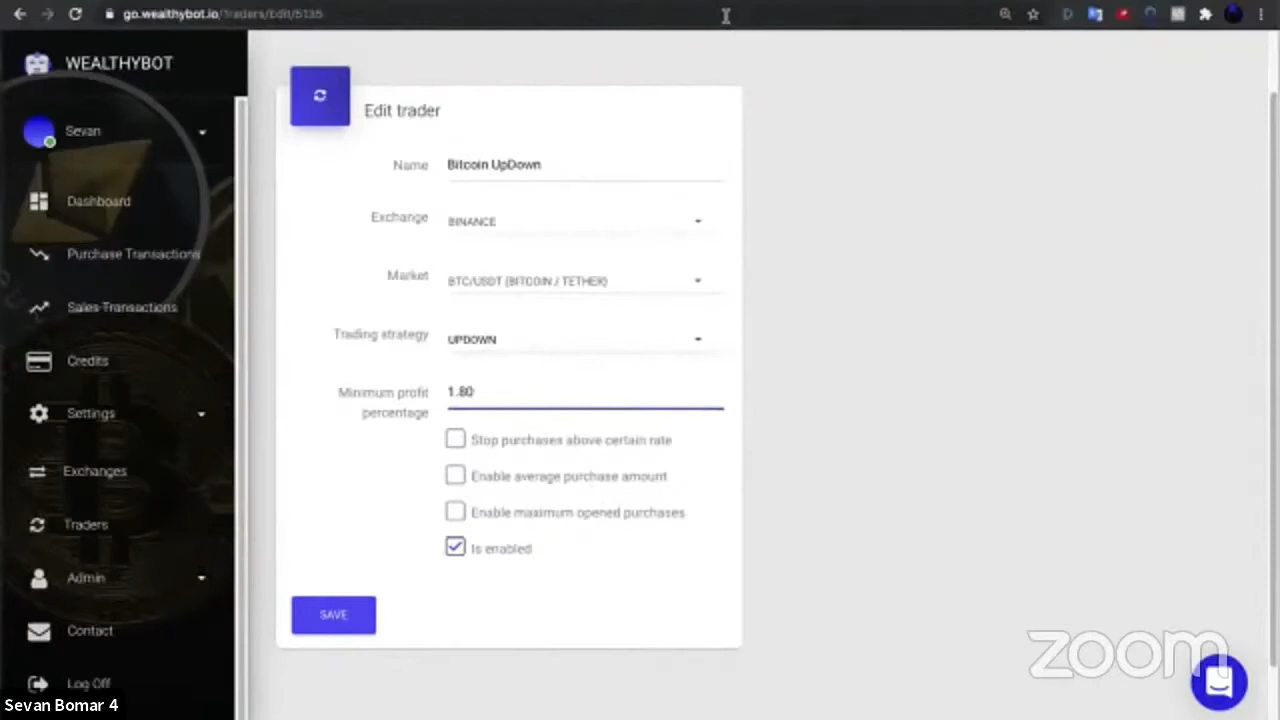 go.wealthybot.io/Traders/Edit/5135
WEALTHYBOT
Sevan
Dashboard
Purchase Transactions
Sales Transactions
Credits
Settings
Exchanges
Traders
Admin
Contact
Log Off
Edit trader
Name
Bitcoin UpDown
Exchange
BINANCE
Market
BTC/USDT (BITCOIN / TETHER)
Trading strategy
UPDOWN
Minimum profit
percentage
1.80
Stop purchases above certain rate
Enable average purchase amount
Enable maximum opened purchases
Is enabled
SAVE
zoom
Sevan Bomar 4